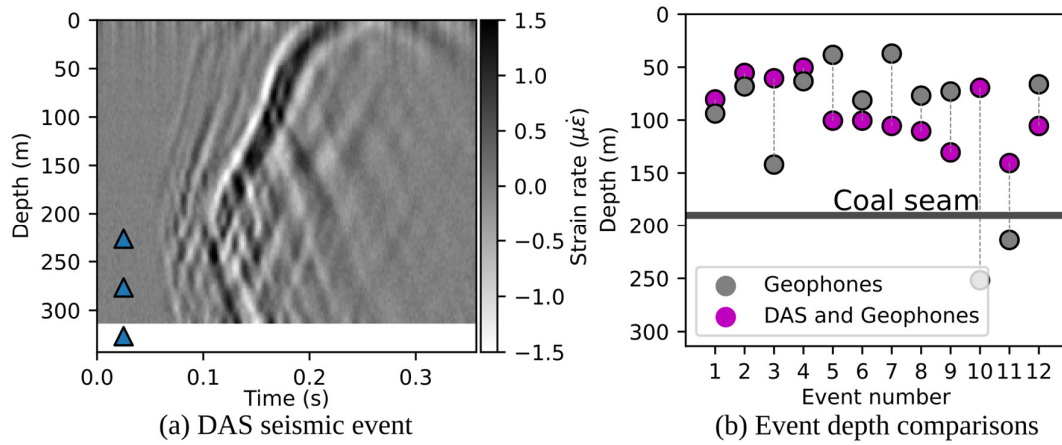 0
50
100
150
200
250
300
Depth (m)
0.0
0.1
0.2
0.3
Time (s)
1.5
1.0
0.5
0.0
−0.5
−1.0
−1.5
Strain rate (με̇)
(a) DAS seismic event
0
50
100
150
200
250
300
Depth (m)
Coal seam
Geophones
DAS and Geophones
1 2 3 4 5 6 7 8 9 10 11 12
Event number
(b) Event depth comparisons